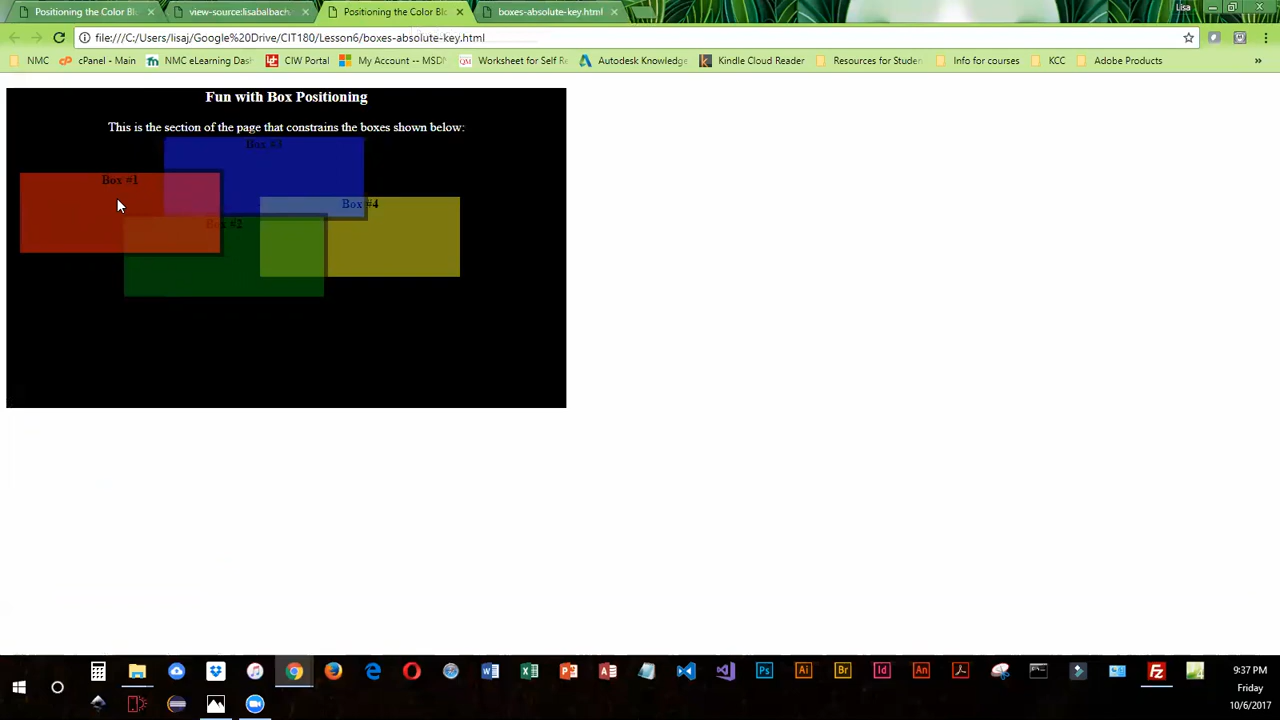 Lisa
Positioning the Color Blo
view-source:lisabalbach.
Positioning the Color Blo
boxes-absolute-key.html
file:///C:/Users/lisaj/Google%20Drive/CIT180/Lesson6/boxes-absolute-key.html
NMC
cPanel - Main
NMC eLearning Dash
CIW Portal
My Account -- MSDN
Worksheet for Self Re
Autodesk Knowledge
Kindle Cloud Reader
Resources for Studen
Info for courses
KCC
Adobe Products
»
Fun with Box Positioning
This is the section of the page that constrains the boxes shown below:
Box #3
Box #1
Box #4
Box #2
9:37 PM
Friday
10/6/2017